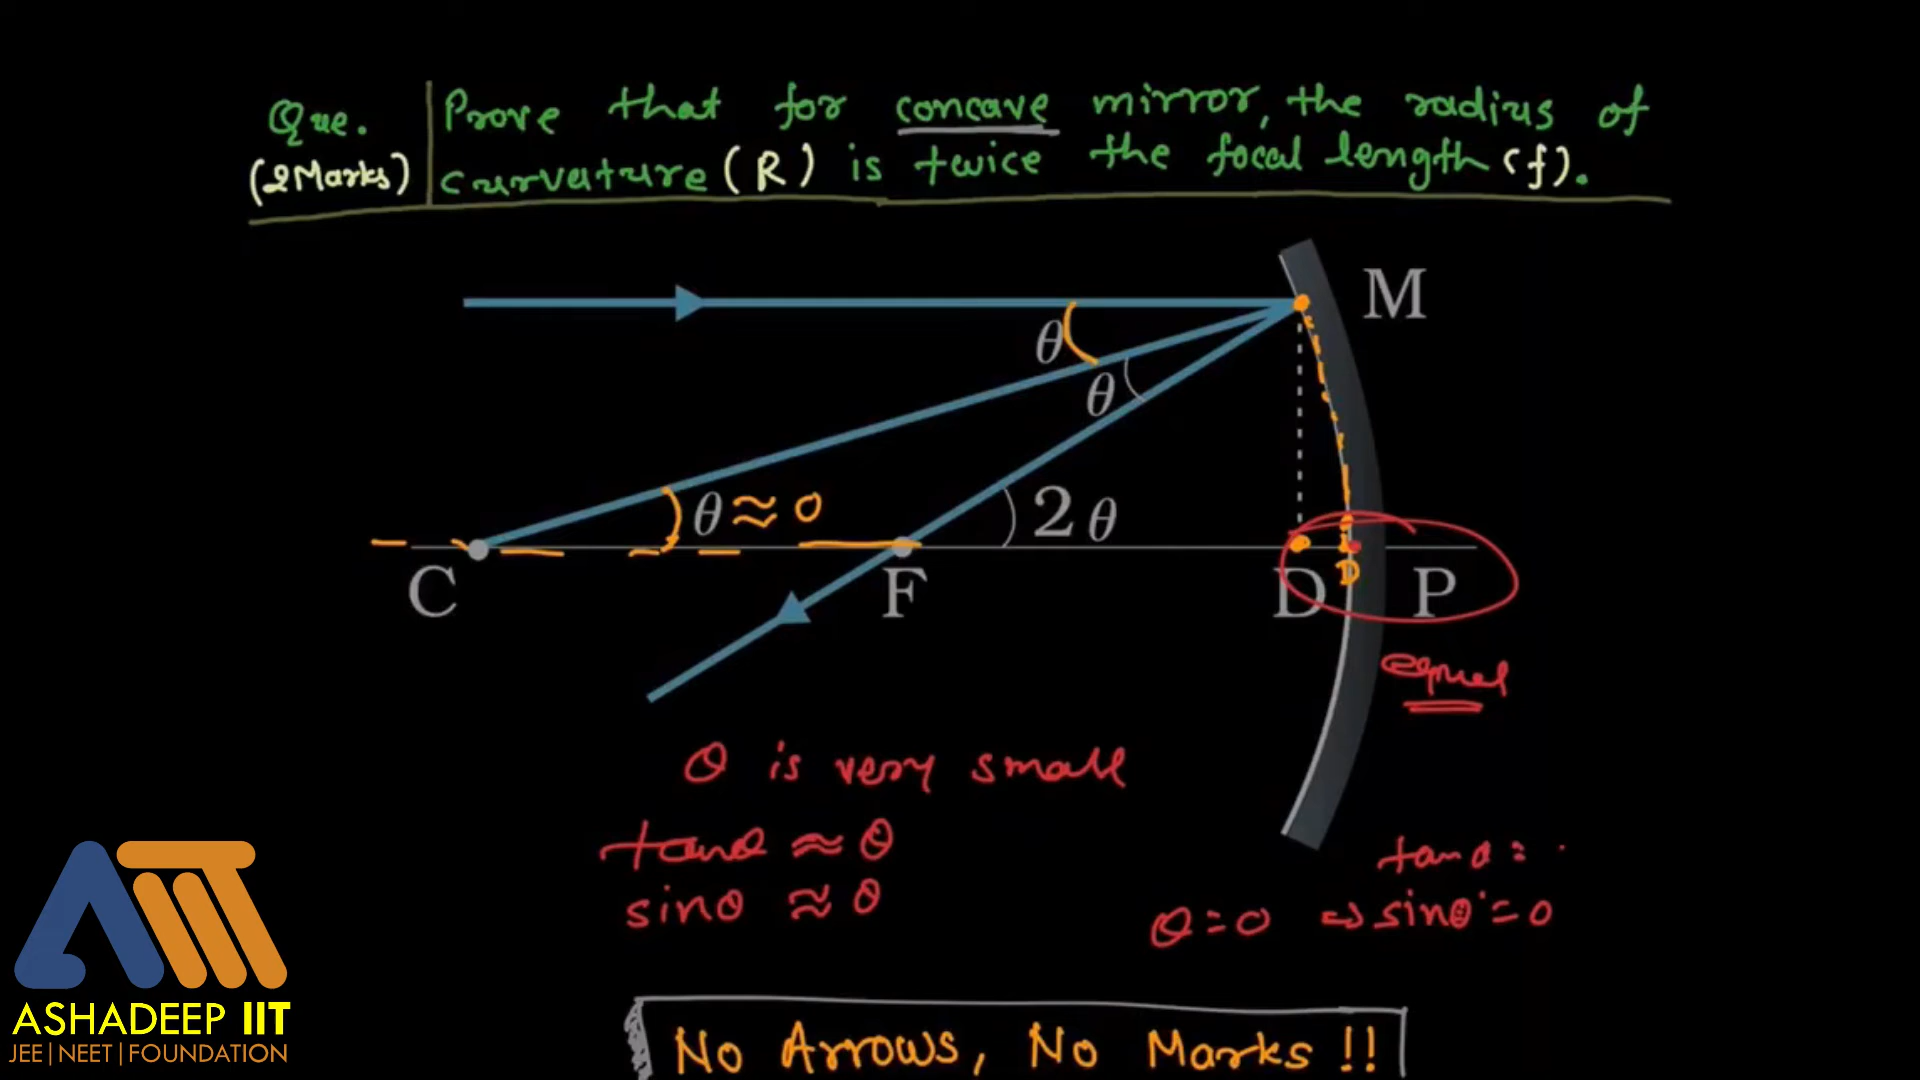 Que. Prove that for concave mirror, the radius of
(2Marks) curvature (R) is twice the focal length (f).
M
θ
θ
θ ≈ 0
2θ
C
F
D
D
P
equal
θ is very small
tanθ ≈ θ
sinθ ≈ θ
tanθ =
θ = 0 ⇒ sinθ = 0
No Arrows, No Marks !!
ASHADEEP IIT
JEE|NEET|FOUNDATION